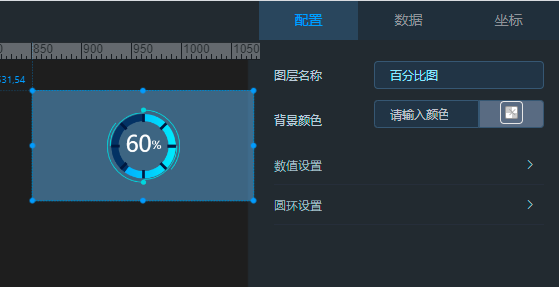 配置 数据 坐标
850 900 950 1000 1050
图层名称 百分比图
531,54
背景颜色 请输入颜色
60%
数值设置
圆环设置